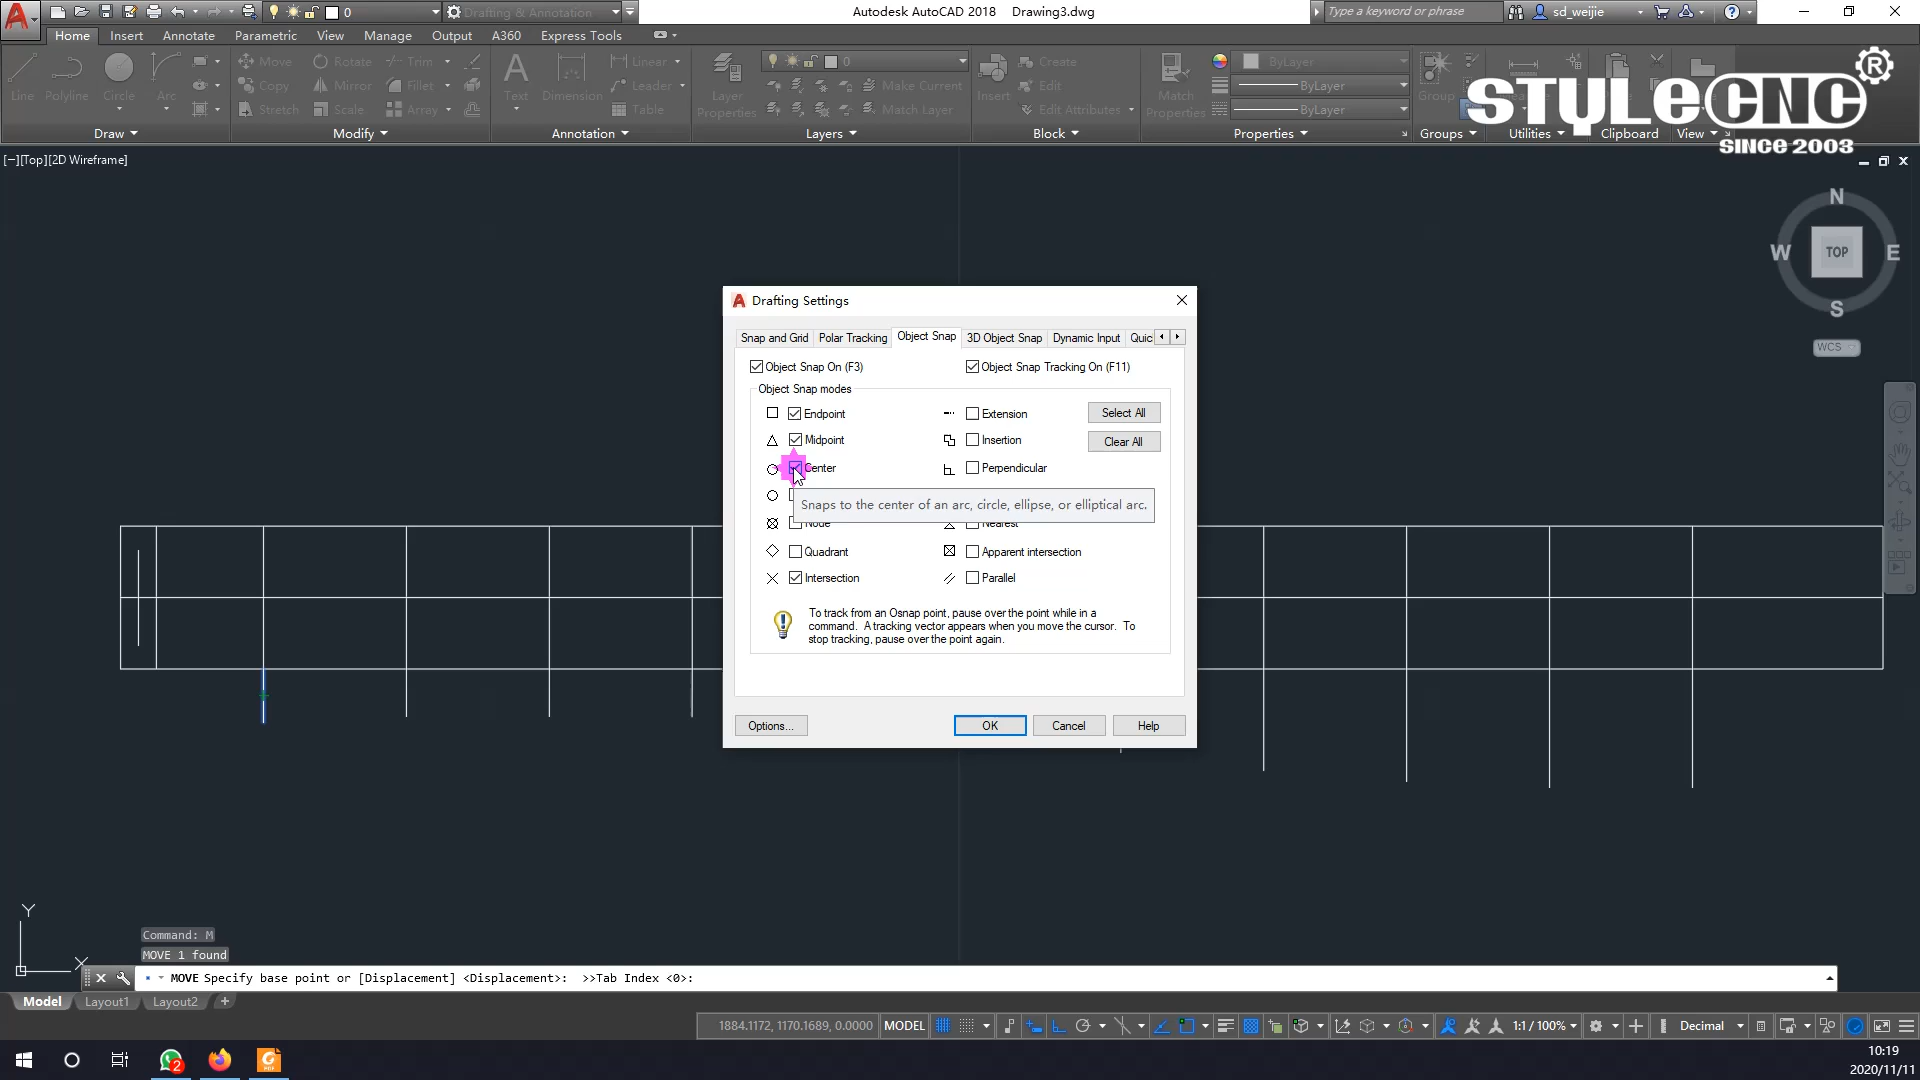 0
Drafting & Annotation
Autodesk AutoCAD 2018 Drawing3.dwg
Type a keyword or phrase
sd_weijie
Home Insert Annotate Parametric View Manage Output A360 Express Tools
Line Polyline Circle Arc
Move Rotate Trim
Copy Mirror Fillet
Stretch Scale Array
Text Dimension
Linear
Leader
Table
Layer Properties
0
Make Current
Match Layer
Insert
Create
Edit
Edit Attributes
Match Properties
ByLayer
ByLayer
ByLayer
Group
STYLECNC®
SINCE 2003
Draw Modify Annotation Layers Block Properties Groups Utilities Clipboard View
[−][Top][2D Wireframe]
N
W TOP E
S
WCS
Drafting Settings
Snap and Grid Polar Tracking Object Snap 3D Object Snap Dynamic Input Quic
Object Snap On (F3) Object Snap Tracking On (F11)
Object Snap modes
Endpoint Extension Select All
Midpoint Insertion Clear All
Center Perpendicular
Snaps to the center of an arc, circle, ellipse, or elliptical arc.
Node Nearest
Quadrant Apparent intersection
Intersection Parallel
To track from an Osnap point, pause over the point while in a
command. A tracking vector appears when you move the cursor. To
stop tracking, pause over the point again.
Options... OK Cancel Help
Y
X
Command: M
MOVE 1 found
MOVE Specify base point or [Displacement] <Displacement>: >>Tab Index <0>:
Model Layout1 Layout2 +
1884.1172, 1170.1689, 0.0000 MODEL 1:1 / 100% Decimal
2
10:19
2020/11/11